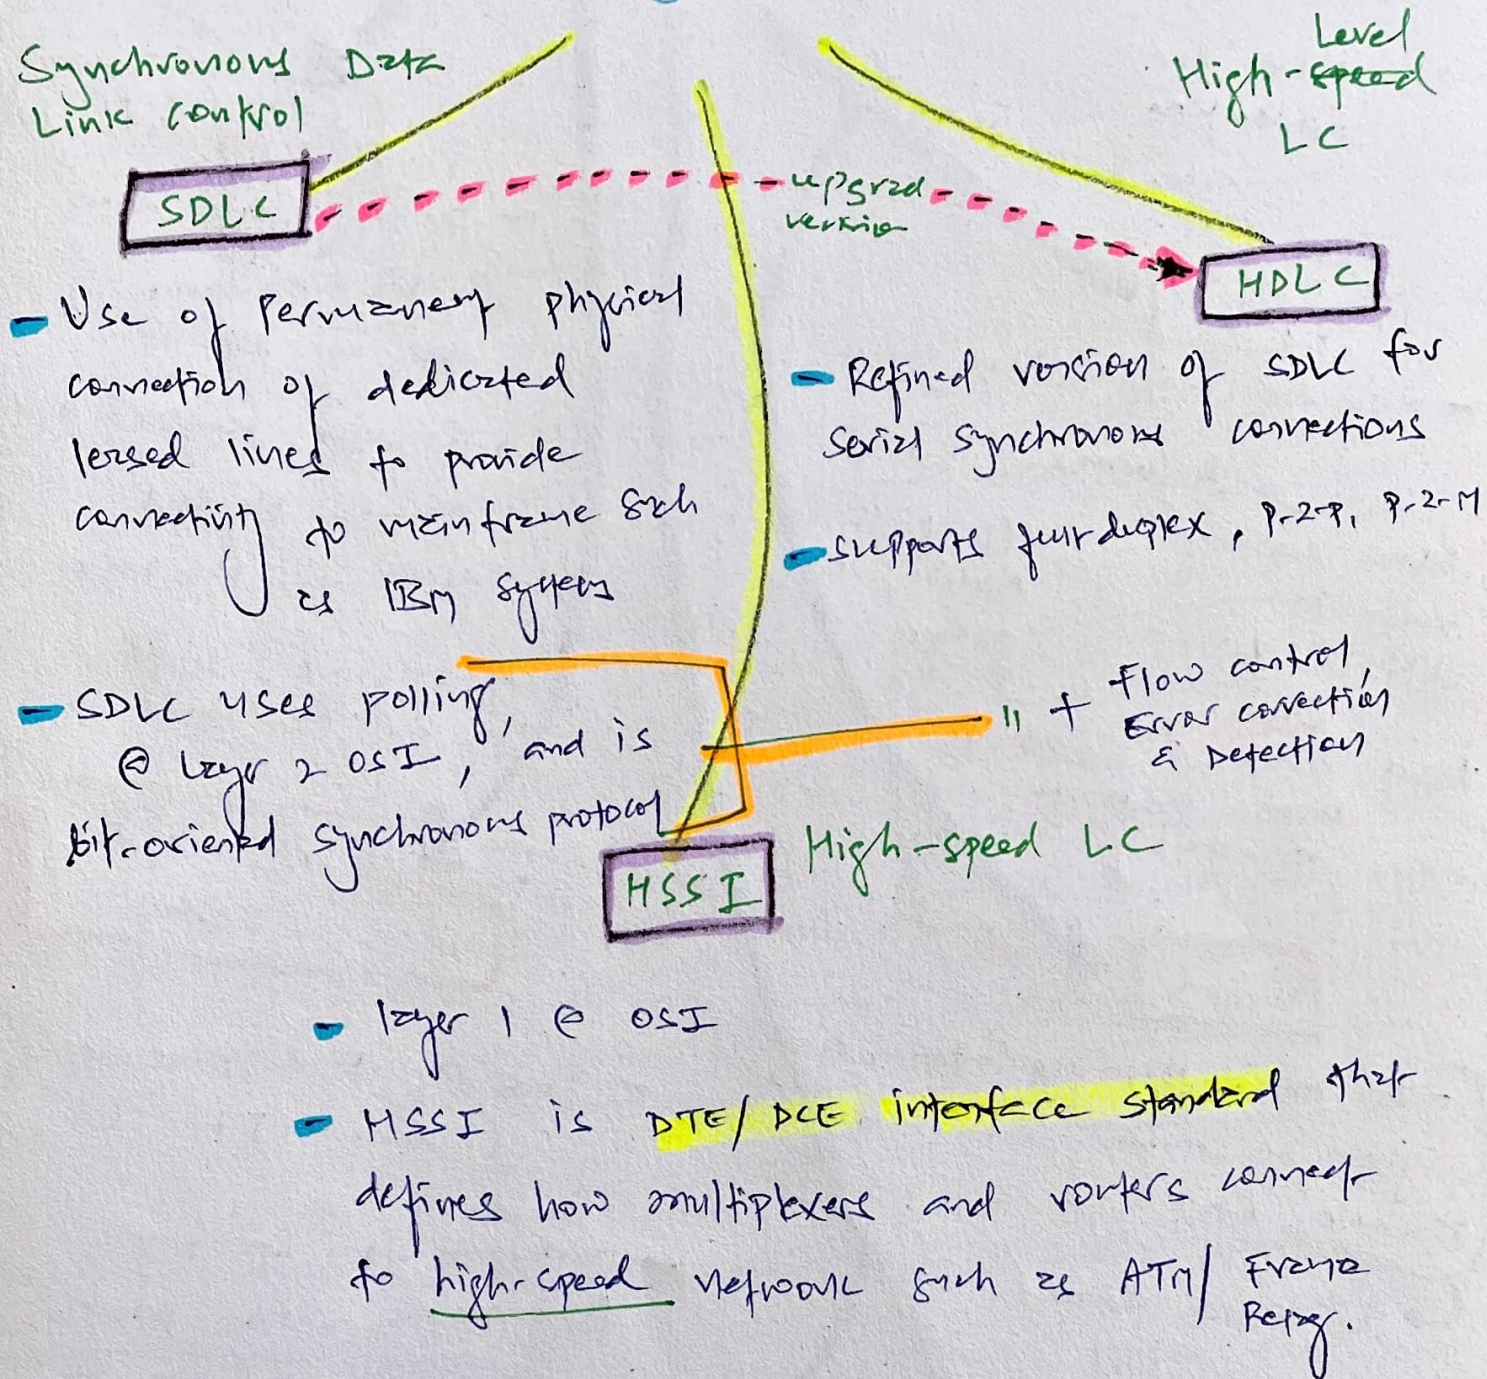 Synchronous Data
Link control
Level
High-speed
LC
SDLC
upgrad
version
HDLC
Use of Permanent physical
connection of dedicated
leased lines to provide
connectivity to mainframe such
as IBM systems
Refined version of SDLC for
serial synchronous connections
supports full duplex, P-2-P, P-2-M
SDLC uses polling,
@ Layer 2 OSI, and is
bit-oriented synchronous protocol
" + Flow control,
Error correction
& Detection
HSSI
High-speed LC
layer 1 @ OSI
HSSI is DTE/DCE interface standard that
defines how multiplexers and routers connect
to high-speed network such as ATM/ Frame
Relay.